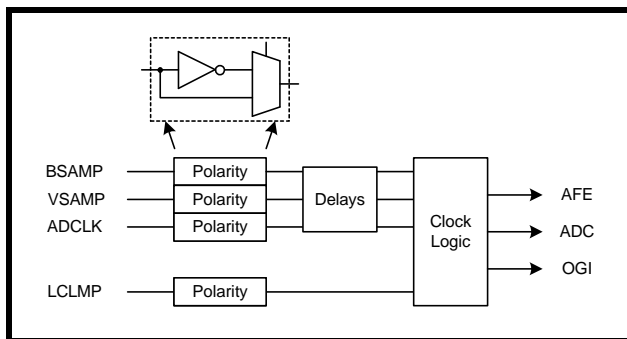 BSAMP
Polarity
VSAMP
Polarity
ADCLK
Polarity
Delays
Clock
Logic
AFE
ADC
OGI
LCLMP
Polarity